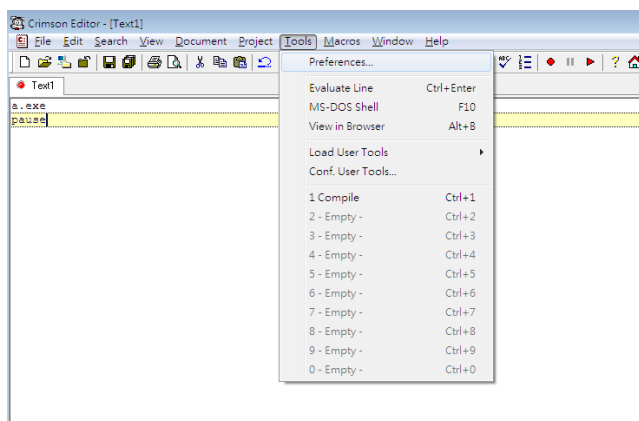 Crimson Editor - [Text1]
File Edit Search View Document Project Tools Macros Window Help
Text1
a.exe
pause
Preferences...
Evaluate Line Ctrl+Enter
MS-DOS Shell F10
View in Browser Alt+B
Load User Tools
Conf. User Tools...
1 Compile Ctrl+1
2 - Empty - Ctrl+2
3 - Empty - Ctrl+3
4 - Empty - Ctrl+4
5 - Empty - Ctrl+5
6 - Empty - Ctrl+6
7 - Empty - Ctrl+7
8 - Empty - Ctrl+8
9 - Empty - Ctrl+9
0 - Empty - Ctrl+0